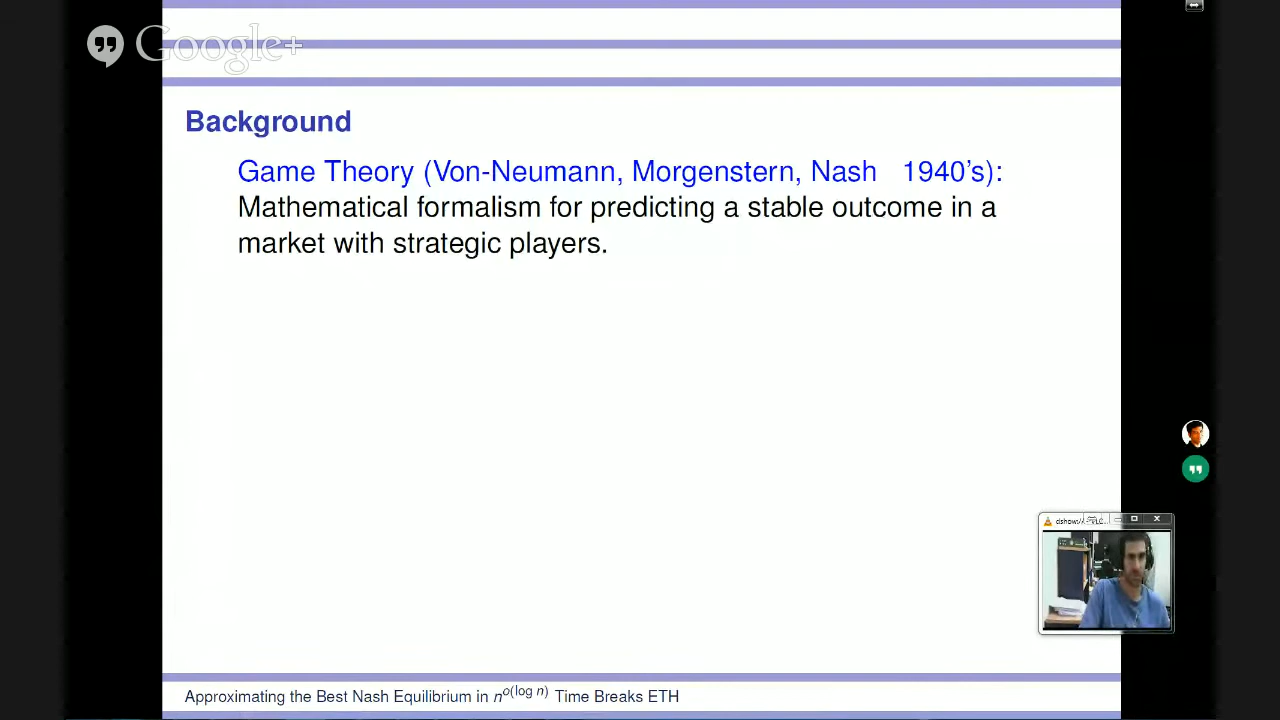 Google+
Background
Game Theory (Von-Neumann, Morgenstern, Nash 1940's):
Mathematical formalism for predicting a stable outcome in a
market with strategic players.
Approximating the Best Nash Equilibrium in n^o(log n) Time Breaks ETH